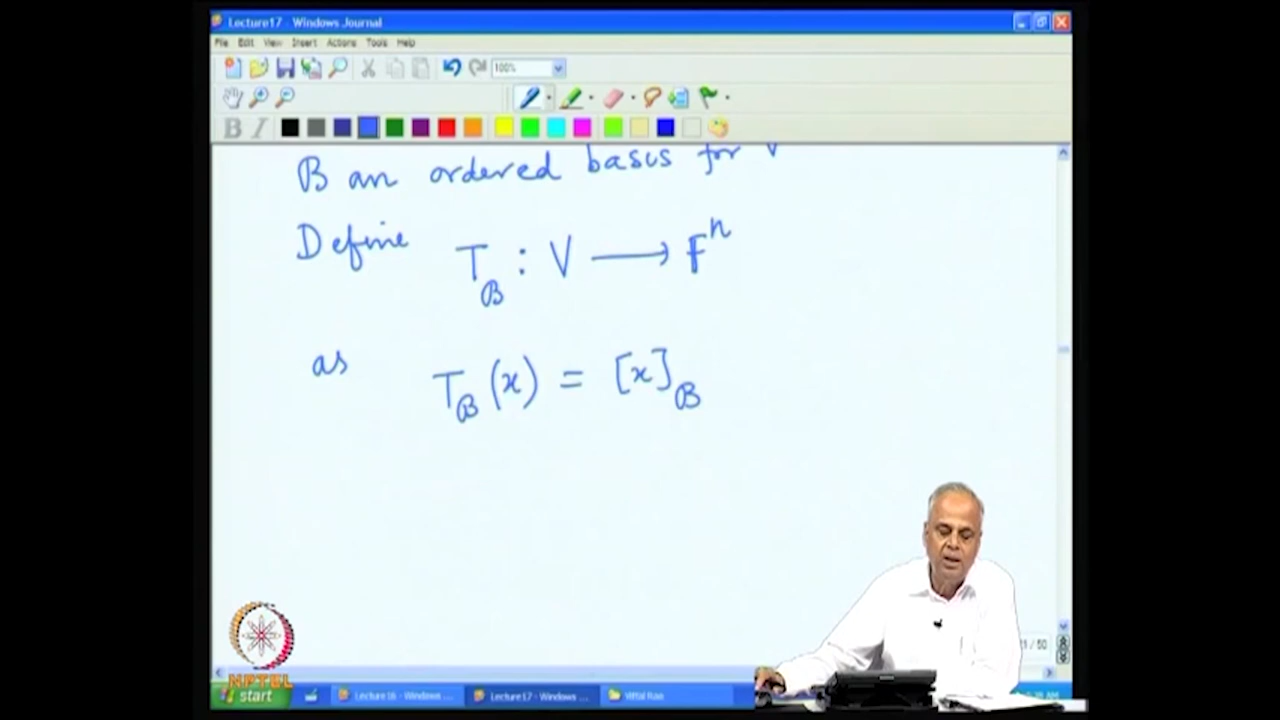 Lecture17 - Windows Journal
File Edit View Insert Actions Tools Help
100%
B I
B an ordered basis for V
Define T_B : V → F^n
as T_B (x) = [x]_B
NPTEL
start Lecture 16 - Windows ... Lecture17 - Windows ... Vittal Rao